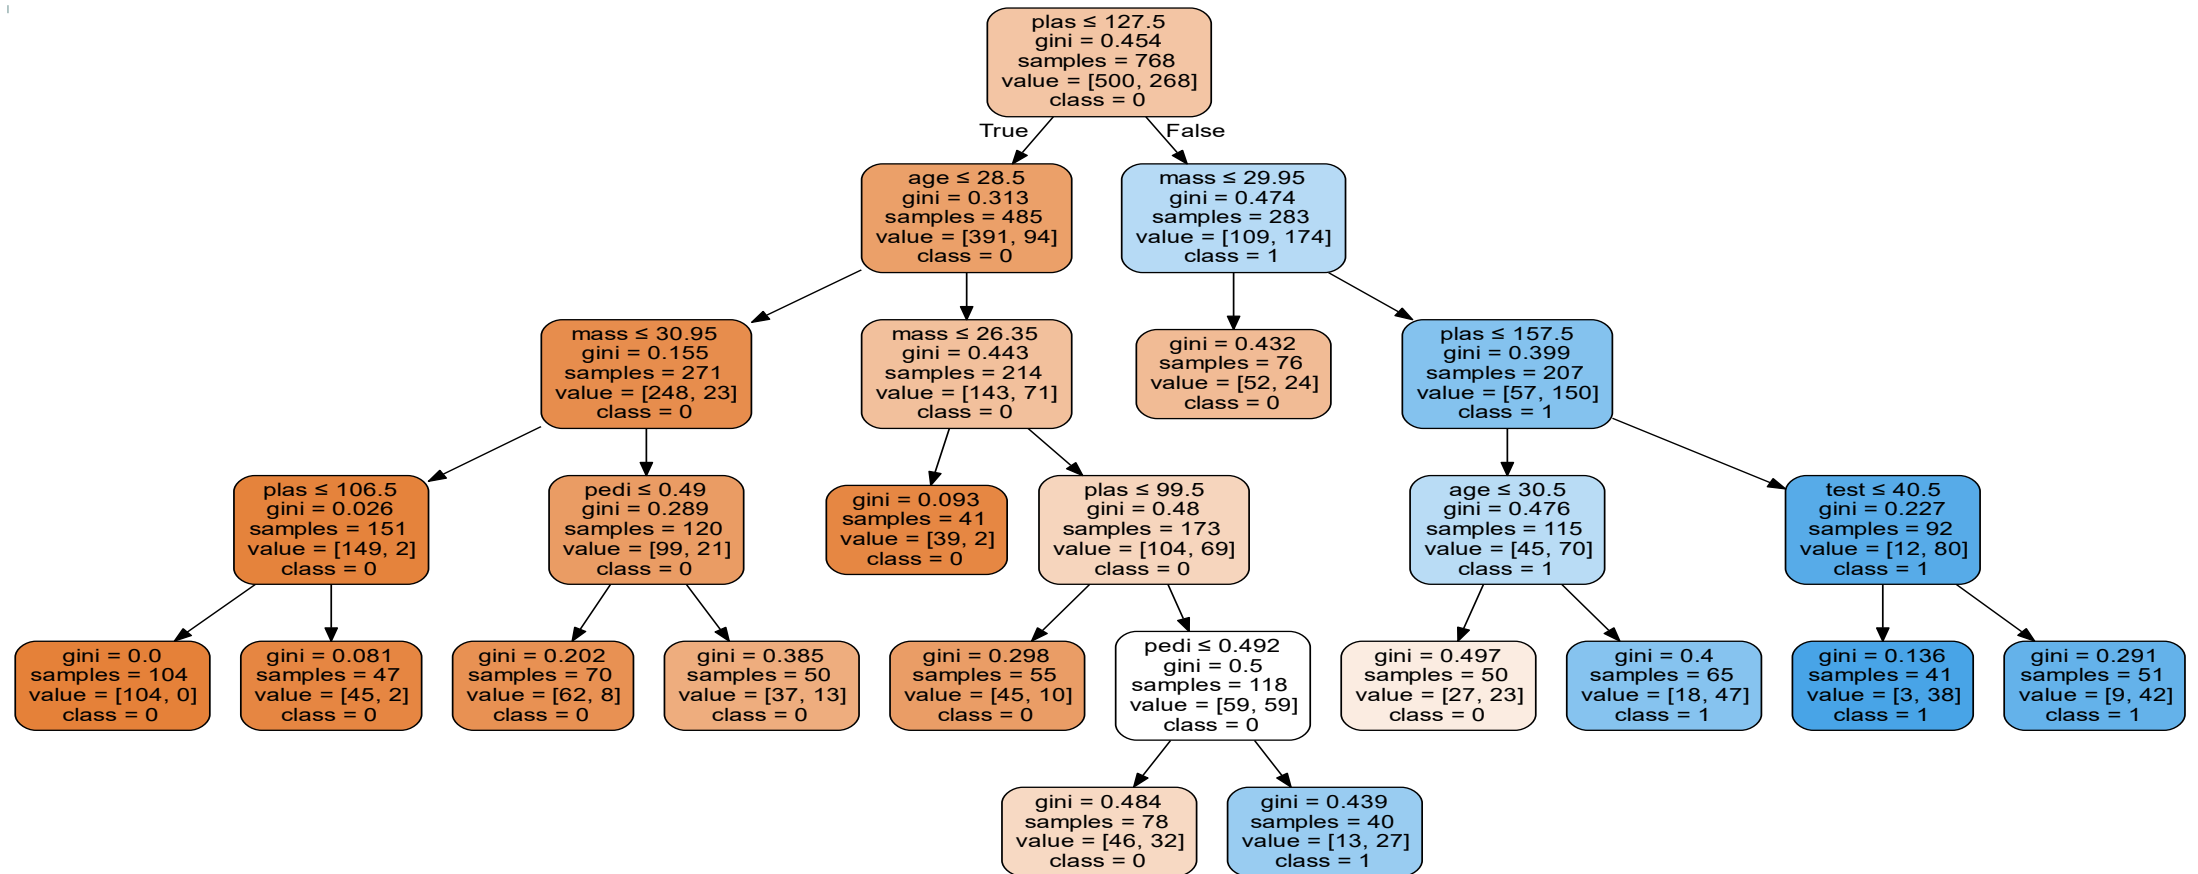 plas ≤ 127.5
gini = 0.454
samples = 768
value = [500, 268]
class = 0
True
False
age ≤ 28.5
gini = 0.313
samples = 485
value = [391, 94]
class = 0
mass ≤ 29.95
gini = 0.474
samples = 283
value = [109, 174]
class = 1
mass ≤ 30.95
gini = 0.155
samples = 271
value = [248, 23]
class = 0
mass ≤ 26.35
gini = 0.443
samples = 214
value = [143, 71]
class = 0
gini = 0.432
samples = 76
value = [52, 24]
class = 0
plas ≤ 157.5
gini = 0.399
samples = 207
value = [57, 150]
class = 1
plas ≤ 106.5
gini = 0.026
samples = 151
value = [149, 2]
class = 0
pedi ≤ 0.49
gini = 0.289
samples = 120
value = [99, 21]
class = 0
gini = 0.093
samples = 41
value = [39, 2]
class = 0
plas ≤ 99.5
gini = 0.48
samples = 173
value = [104, 69]
class = 0
age ≤ 30.5
gini = 0.476
samples = 115
value = [45, 70]
class = 1
test ≤ 40.5
gini = 0.227
samples = 92
value = [12, 80]
class = 1
gini = 0.0
samples = 104
value = [104, 0]
class = 0
gini = 0.081
samples = 47
value = [45, 2]
class = 0
gini = 0.202
samples = 70
value = [62, 8]
class = 0
gini = 0.385
samples = 50
value = [37, 13]
class = 0
gini = 0.298
samples = 55
value = [45, 10]
class = 0
pedi ≤ 0.492
gini = 0.5
samples = 118
value = [59, 59]
class = 0
gini = 0.497
samples = 50
value = [27, 23]
class = 0
gini = 0.4
samples = 65
value = [18, 47]
class = 1
gini = 0.136
samples = 41
value = [3, 38]
class = 1
gini = 0.291
samples = 51
value = [9, 42]
class = 1
gini = 0.484
samples = 78
value = [46, 32]
class = 0
gini = 0.439
samples = 40
value = [13, 27]
class = 1